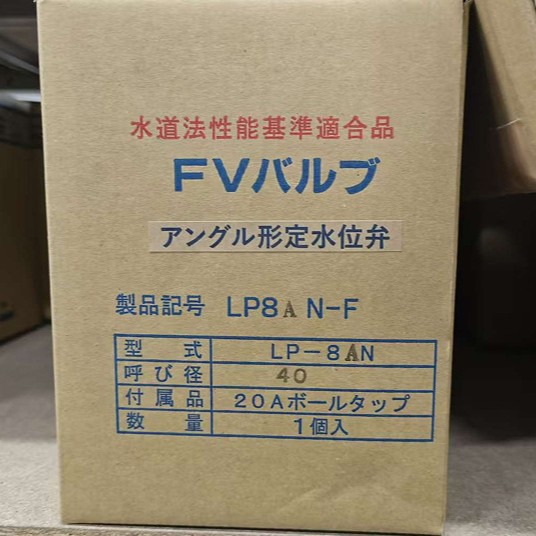 水道法性能基準適合品
FVバルブ
アングル形定水位弁
製品記号 LP8A N-F
型式 LP-8AN
呼び径 40
付属品 20Aボールタップ
数量 1個入